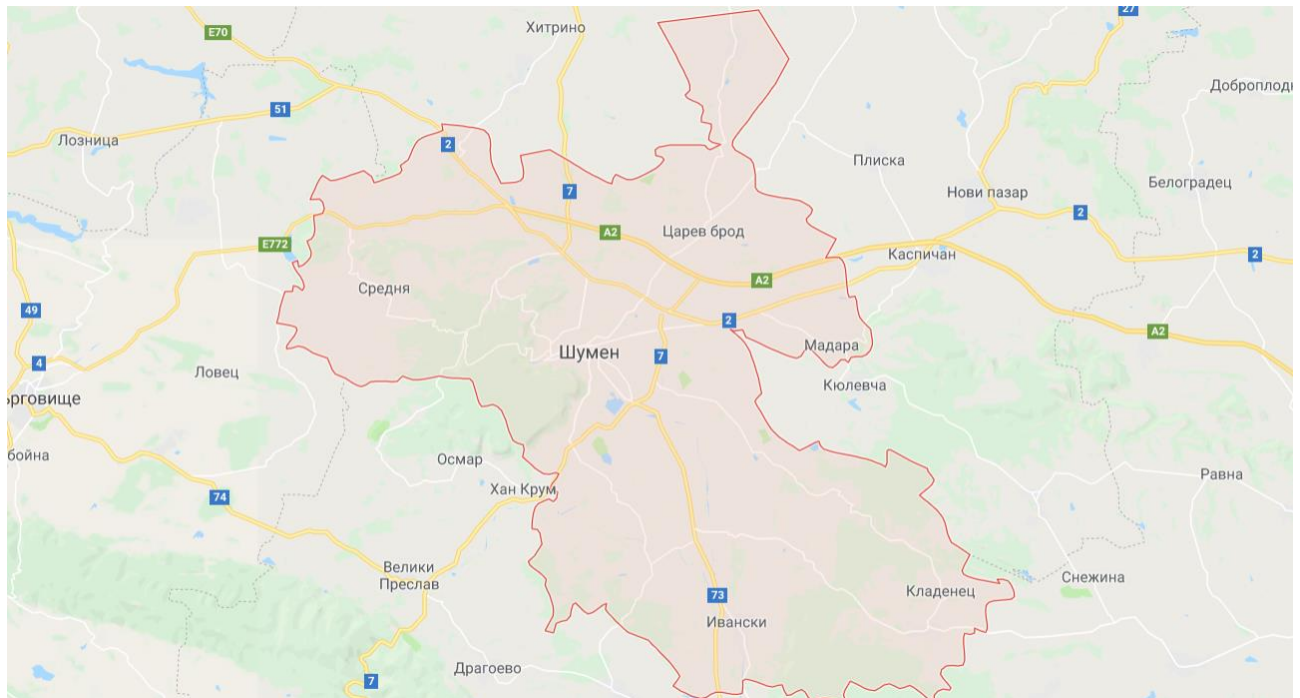 27
E70
Хитрино
Доброплодн
51
Лозница
2
Плиска
7
Белоградец
Нови пазар
2
Царев брод
A2
E772
Каспичан
2
A2
Средня
49
2
A2
Мадара
Шумен
7
4
Ловец
Кюлевча
ърговище
бойна
Осмар
Равна
Хан Крум
74
Велики
Преслав
Снежина
Кладенец
73
Ивански
Драгоево
7